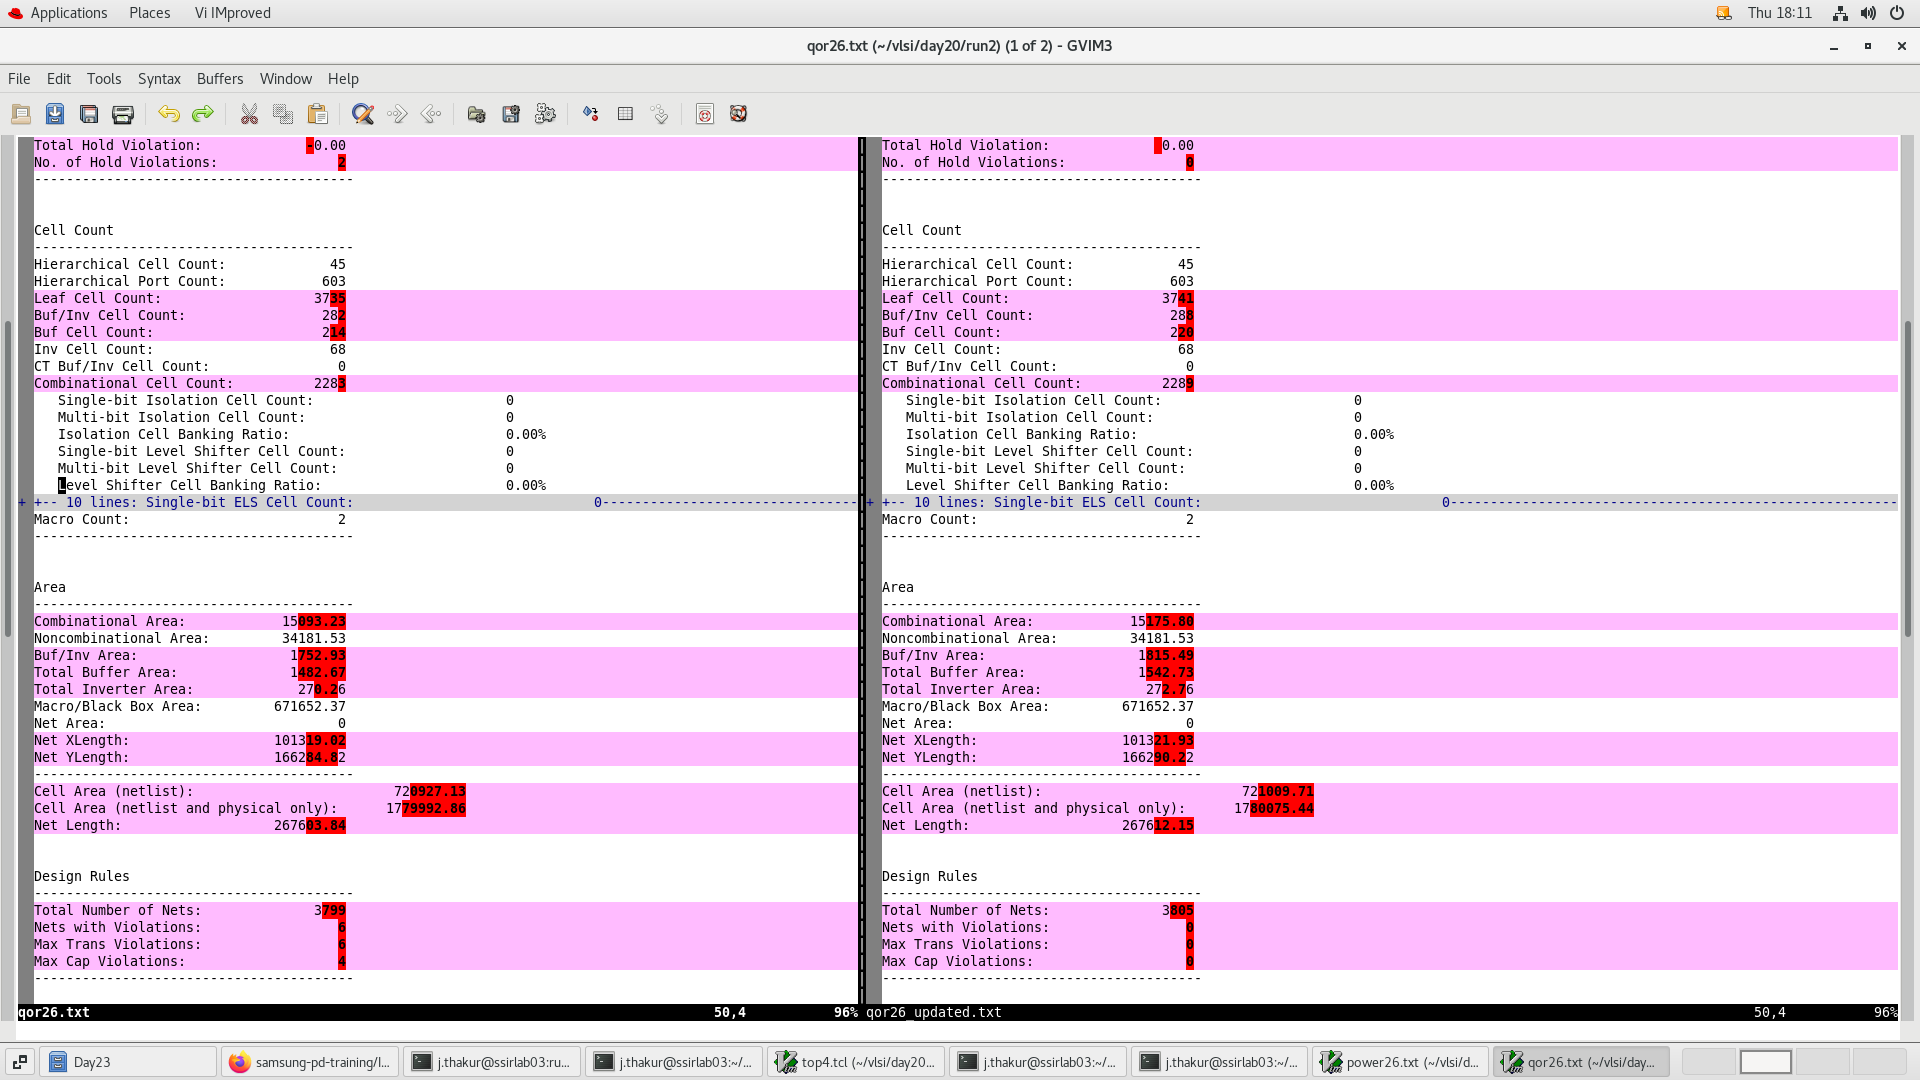 Applications Places Vi IMproved Thu 18:11
qor26.txt (~/vlsi/day20/run2) (1 of 2) - GVIM3
File Edit Tools Syntax Buffers Window Help
Total Hold Violation: -0.00
No. of Hold Violations: 2
---------------------------------------
Cell Count
---------------------------------------
Hierarchical Cell Count: 45
Hierarchical Port Count: 603
Leaf Cell Count: 3735
Buf/Inv Cell Count: 282
Buf Cell Count: 214
Inv Cell Count: 68
CT Buf/Inv Cell Count: 0
Combinational Cell Count: 2283
Single-bit Isolation Cell Count: 0
Multi-bit Isolation Cell Count: 0
Isolation Cell Banking Ratio: 0.00%
Single-bit Level Shifter Cell Count: 0
Multi-bit Level Shifter Cell Count: 0
Level Shifter Cell Banking Ratio: 0.00%
+ +-- 10 lines: Single-bit ELS Cell Count: 0---------------------------------
Macro Count: 2
---------------------------------------
Area
---------------------------------------
Combinational Area: 15093.23
Noncombinational Area: 34181.53
Buf/Inv Area: 1752.93
Total Buffer Area: 1482.67
Total Inverter Area: 270.26
Macro/Black Box Area: 671652.37
Net Area: 0
Net XLength: 101319.02
Net YLength: 166284.82
---------------------------------------
Cell Area (netlist): 720927.13
Cell Area (netlist and physical only): 1779992.86
Net Length: 267603.84
Design Rules
---------------------------------------
Total Number of Nets: 3799
Nets with Violations: 6
Max Trans Violations: 6
Max Cap Violations: 4
---------------------------------------
qor26.txt 50,4 96%
Total Hold Violation: 0.00
No. of Hold Violations: 0
---------------------------------------
Cell Count
---------------------------------------
Hierarchical Cell Count: 45
Hierarchical Port Count: 603
Leaf Cell Count: 3741
Buf/Inv Cell Count: 288
Buf Cell Count: 220
Inv Cell Count: 68
CT Buf/Inv Cell Count: 0
Combinational Cell Count: 2289
Single-bit Isolation Cell Count: 0
Multi-bit Isolation Cell Count: 0
Isolation Cell Banking Ratio: 0.00%
Single-bit Level Shifter Cell Count: 0
Multi-bit Level Shifter Cell Count: 0
Level Shifter Cell Banking Ratio: 0.00%
+ +-- 10 lines: Single-bit ELS Cell Count: 0---------------------------------------------------------
Macro Count: 2
---------------------------------------
Area
---------------------------------------
Combinational Area: 15175.80
Noncombinational Area: 34181.53
Buf/Inv Area: 1815.49
Total Buffer Area: 1542.73
Total Inverter Area: 272.76
Macro/Black Box Area: 671652.37
Net Area: 0
Net XLength: 101321.93
Net YLength: 166290.22
---------------------------------------
Cell Area (netlist): 721009.71
Cell Area (netlist and physical only): 1780075.44
Net Length: 267612.15
Design Rules
---------------------------------------
Total Number of Nets: 3805
Nets with Violations: 0
Max Trans Violations: 0
Max Cap Violations: 0
---------------------------------------
qor26_updated.txt 50,4 96%
Day23 samsung-pd-training/l... j.thakur@ssirlab03:ru... j.thakur@ssirlab03:~/... top4.tcl (~/vlsi/day20... j.thakur@ssirlab03:~/... j.thakur@ssirlab03:~/... power26.txt (~/vlsi/d... qor26.txt (~/vlsi/day...